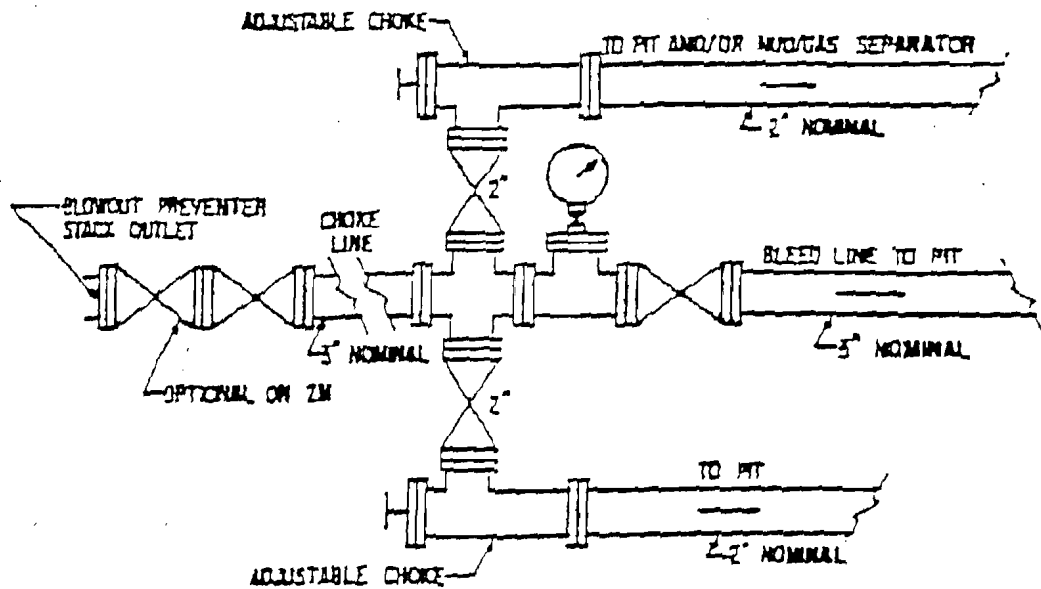 ADJUSTABLE CHOKE
TO PIT AND/OR MUD/GAS SEPARATOR
2" NOMINAL
2"
BLOWOUT PREVENTER
STACK OUTLET
CHOKE
LINE
BLEED LINE TO PIT
3" NOMINAL
3" NOMINAL
OPTIONAL ON 2M
2"
TO PIT
2" NOMINAL
ADJUSTABLE CHOKE